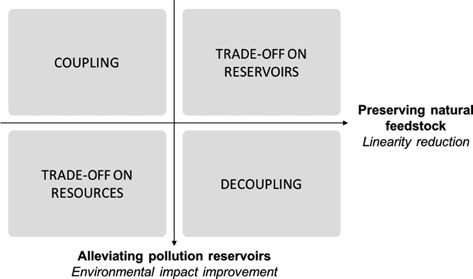 COUPLING
TRADE-OFF ON
RESERVOIRS
Preserving natural
feedstock
Linearity reduction
TRADE-OFF ON
RESOURCES
DECOUPLING
Alleviating pollution reservoirs
Environmental impact improvement